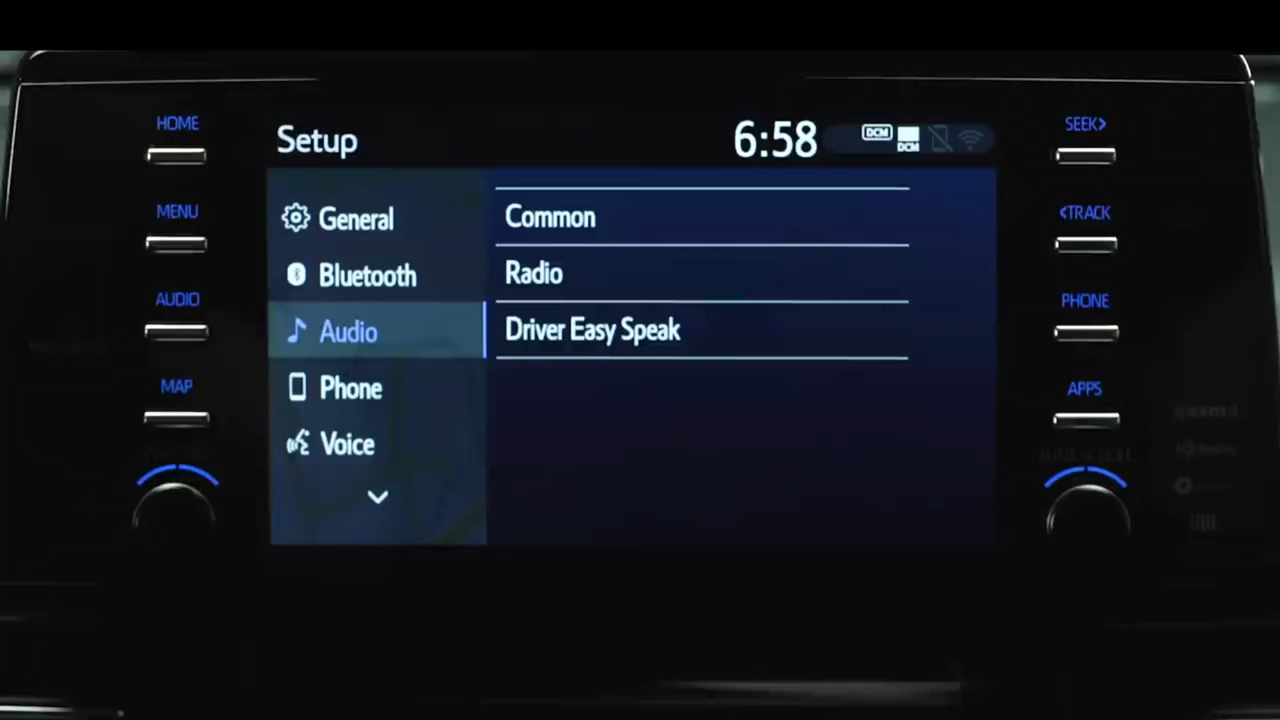 HOME
MENU
AUDIO
MAP
Setup
6:58
DCM
DCM
General
Bluetooth
Audio
Phone
Voice
Common
Radio
Driver Easy Speak
SEEK>
<TRACK
PHONE
APPS